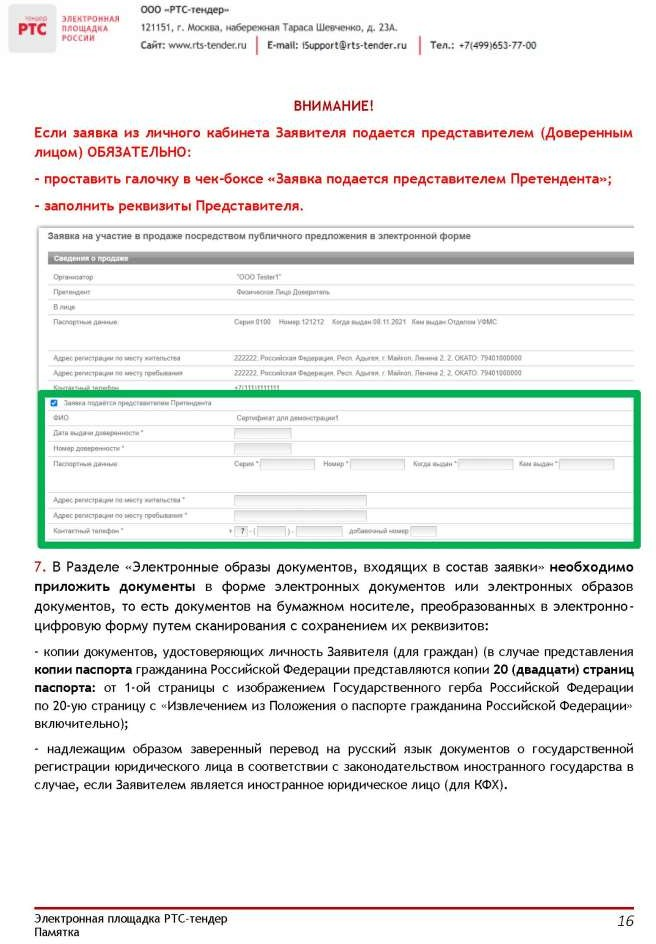 тендер
РТС
ЭЛЕКТРОННАЯ
ПЛОЩАДКА
РОССИИ
ООО «РТС-тендер»
121151, г. Москва, набережная Тараса Шевченко, д. 23А.
Сайт: www.rts-tender.ru E-mail: iSupport@rts-tender.ru Тел.: +7(499)653-77-00
ВНИМАНИЕ!
Если заявка из личного кабинета Заявителя подается представителем (Доверенным
лицом) ОБЯЗАТЕЛЬНО:
- проставить галочку в чек-боксе «Заявка подается представителем Претендента»;
- заполнить реквизиты Представителя.
Заявка на участие в продаже посредством публичного предложения в электронной форме
Сведения о продаже
Организатор "ООО Tester1"
Претендент Физическое Лицо Доверитель
В лице
Паспортные данные Серия 0100 Номер 121212 Когда выдан 08.11.2021 Кем выдан Отделом УФМС
Адрес регистрации по месту жительства 222222, Российская Федерация, Респ. Адыгея, г. Майкоп, Ленина 2, 2, ОКАТО: 79401000000
Адрес регистрации по месту пребывания 222222, Российская Федерация, Респ. Адыгея, г. Майкоп, Ленина 2, 2, ОКАТО: 79401000000
Контактный телефон +7(111)1111111
Заявка подаётся представителем Претендента
ФИО Сертификат для демонстрации1
Дата выдачи доверенности *
Номер доверенности *
Паспортные данные Серия * Номер * Когда выдан * Кем выдан *
Адрес регистрации по месту жительства *
Адрес регистрации по месту пребывания *
Контактный телефон * + 7 - ( ) - добавочный номер
7. В Разделе «Электронные образы документов, входящих в состав заявки» необходимо
приложить документы в форме электронных документов или электронных образов
документов, то есть документов на бумажном носителе, преобразованных в электронно-
цифровую форму путем сканирования с сохранением их реквизитов:
- копии документов, удостоверяющих личность Заявителя (для граждан) (в случае представления
копии паспорта гражданина Российской Федерации представляются копии 20 (двадцати) страниц
паспорта: от 1-ой страницы с изображением Государственного герба Российской Федерации
по 20-ую страницу с «Извлечением из Положения о паспорте гражданина Российской Федерации»
включительно);
- надлежащим образом заверенный перевод на русский язык документов о государственной
регистрации юридического лица в соответствии с законодательством иностранного государства в
случае, если Заявителем является иностранное юридическое лицо (для КФХ).
Электронная площадка РТС-тендер 16
Памятка